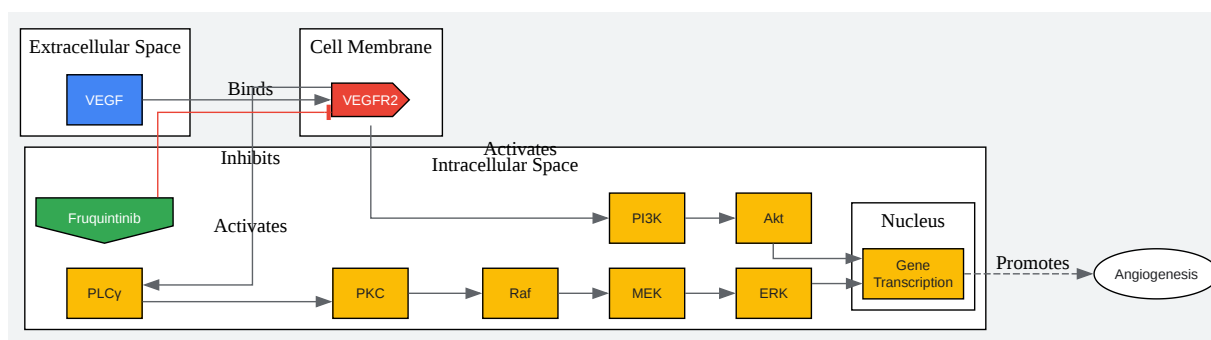 Extracellular Space
Cell Membrane
VEGF
Binds
VEGFR2
Activates
Intracellular Space
Inhibits
Fruquintinib
Activates
PI3K
Akt
Nucleus
Gene
Transcription
Promotes
Angiogenesis
PLCγ
PKC
Raf
MEK
ERK